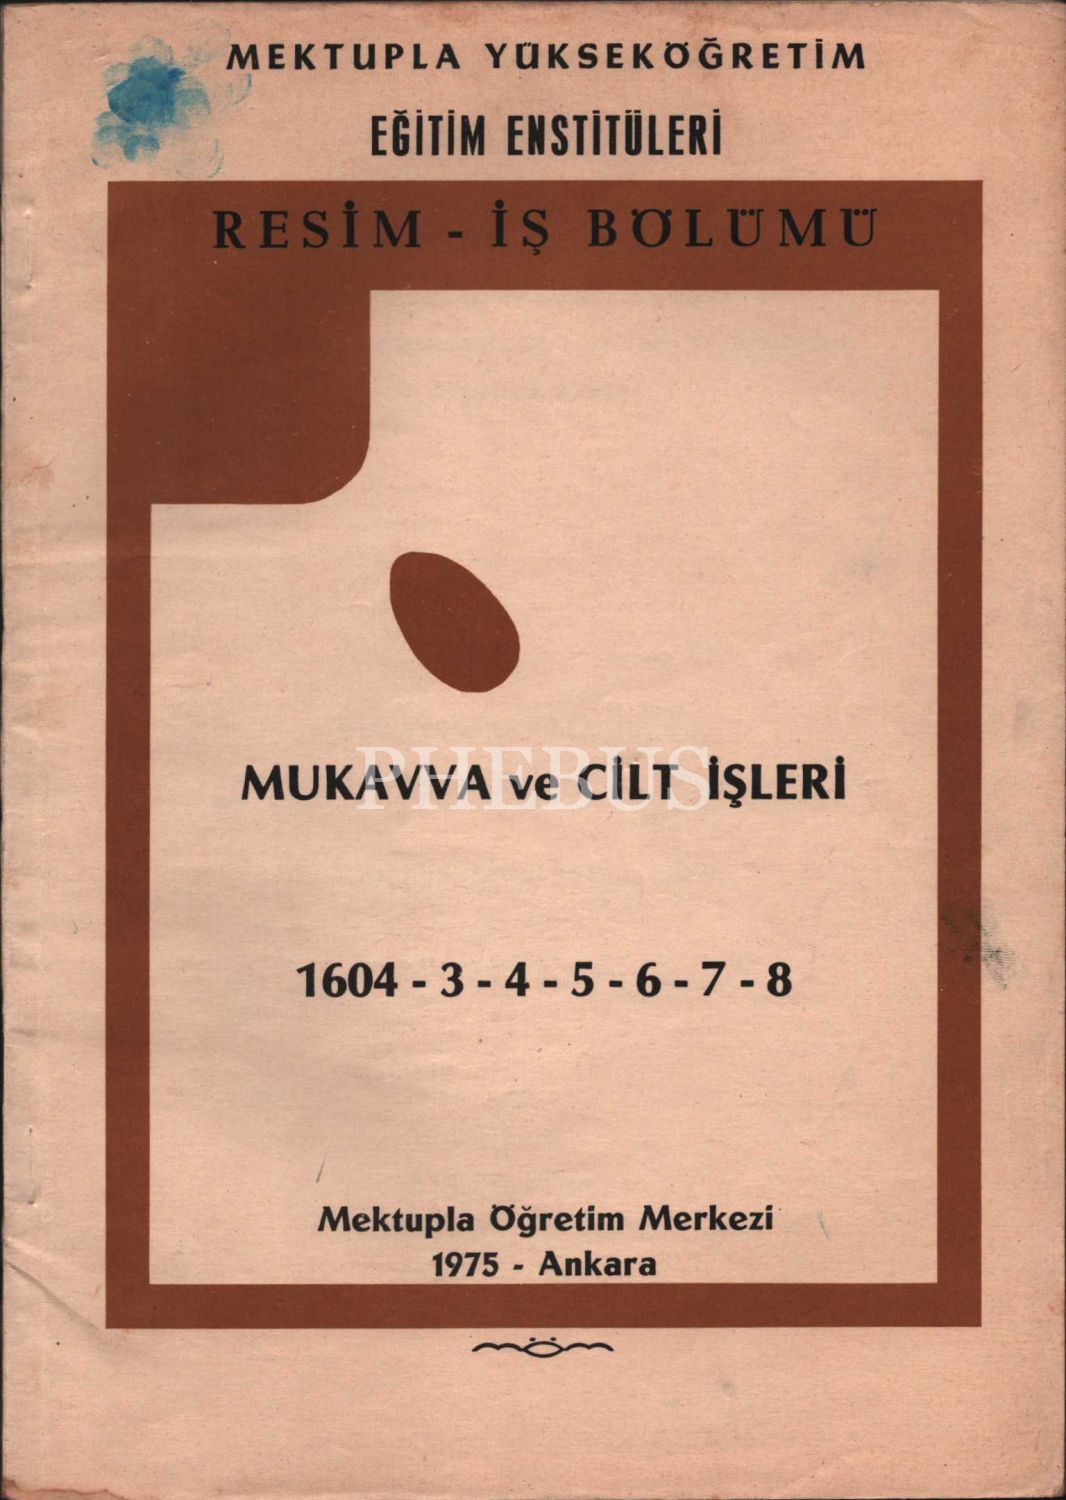 MEKTUPLA YÜKSEKÖĞRETİM
EĞİTİM ENSTİTÜLERİ
RESİM - İŞ BÖLÜMÜ
MUKAVVA ve CİLT İŞLERİ
PHEBUS
1604 - 3 - 4 - 5 - 6 - 7 - 8
Mektupla Öğretim Merkezi
1975 - Ankara